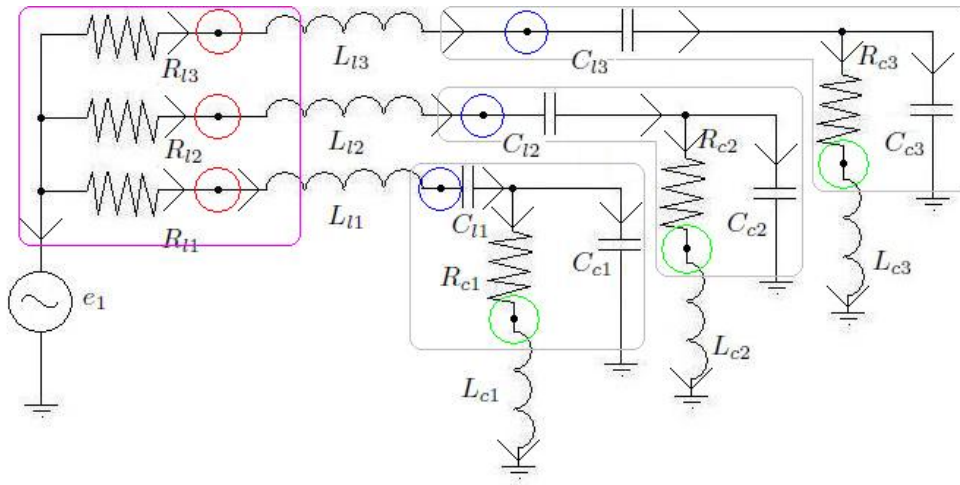 R_{l3}
L_{l3}
C_{l3}
R_{c3}
C_{c3}
L_{c3}
R_{l2}
L_{l2}
C_{l2}
R_{c2}
C_{c2}
L_{c2}
R_{l1}
L_{l1}
C_{l1}
R_{c1}
C_{c1}
L_{c1}
e_1